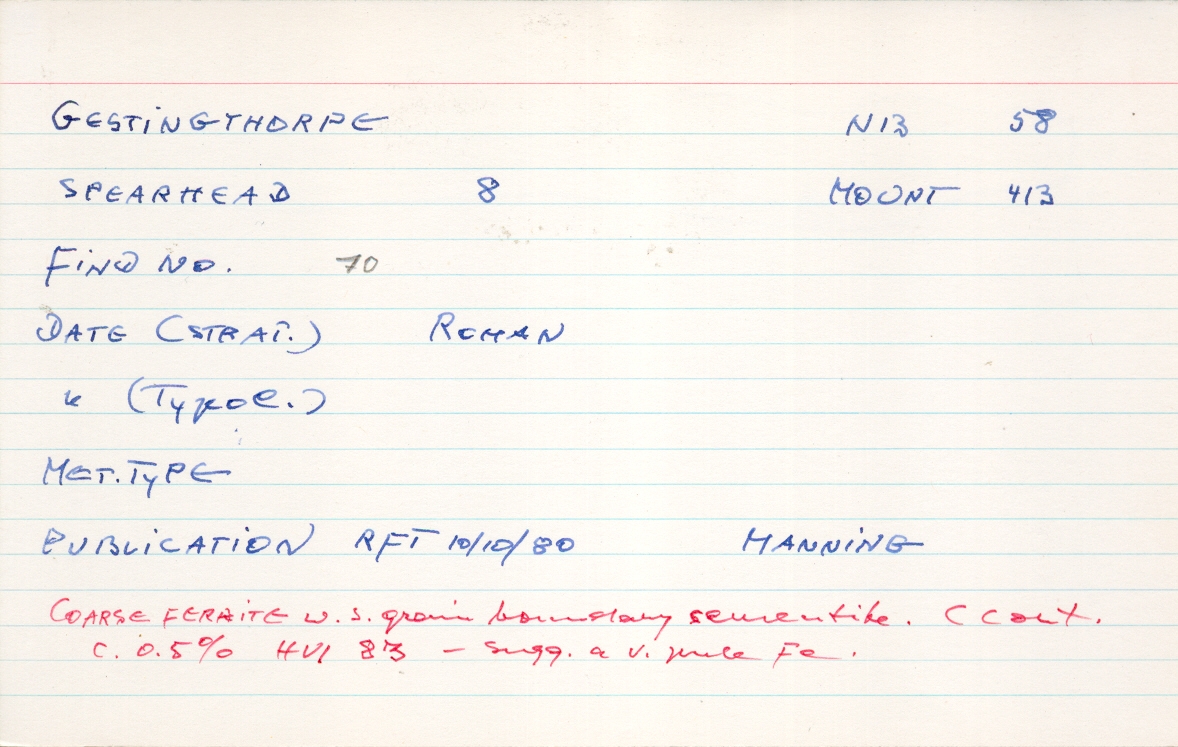 GESTINGTHORPE N13 58
SPEARHEAD 8 MOUNT 413
FIND NO. 70
DATE (STRAT.) ROMAN
" (TYPOL.)
MET. TYPE
PUBLICATION RFT 10/10/80 MANNING
COARSE FERRITE w. s. grain boundary cementite. C cont.
c. 0.5% HV1 83 – Sugg. a v. pure Fe.